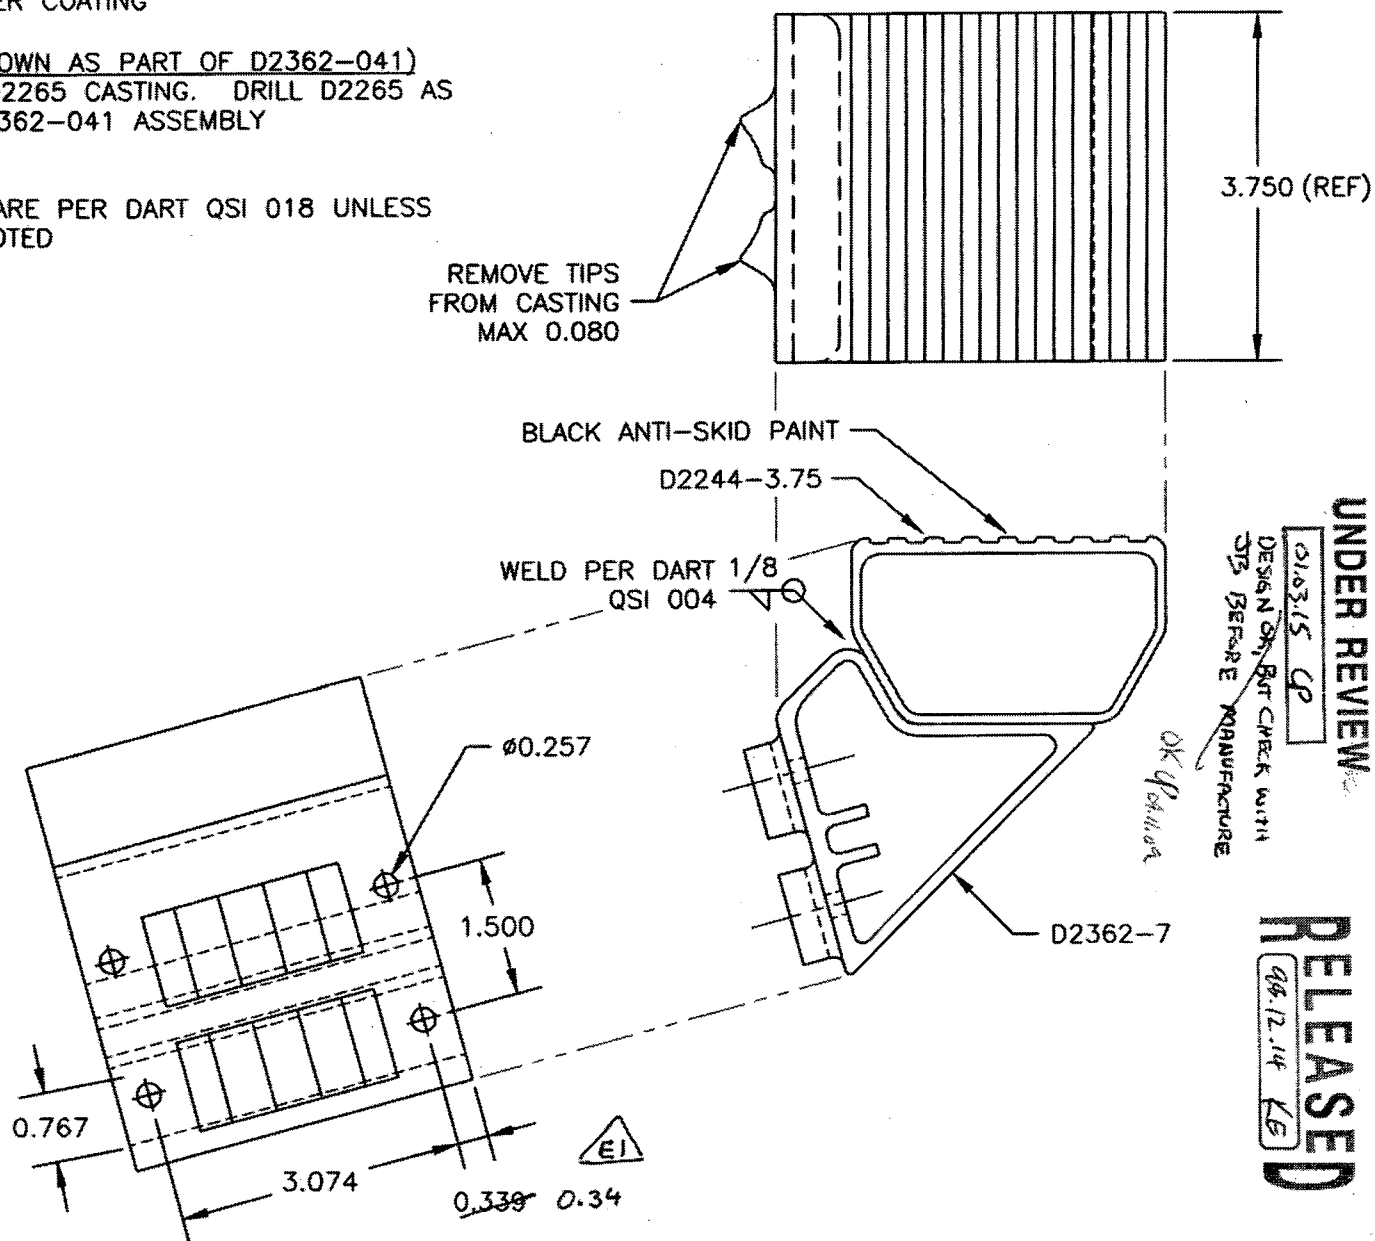 ER COATING
OWN AS PART OF D2362-041)
2265 CASTING. DRILL D2265 AS
362-041 ASSEMBLY
ARE PER DART QSI 018 UNLESS
OTED
3.750 (REF)
REMOVE TIPS
FROM CASTING
MAX 0.080
BLACK ANTI-SKID PAINT
D2244-3.75
WELD PER DART 1/8
QSI 004
ø0.257
1.500
D2362-7
0.767
3.074
0.339 0.34
E1
UNDER REVIEW
01.03.15 CP
DESIGN OK, BUT CHECK WITH
JB BEFORE MANUFACTURE
OK
RELEASED
12.14 KE